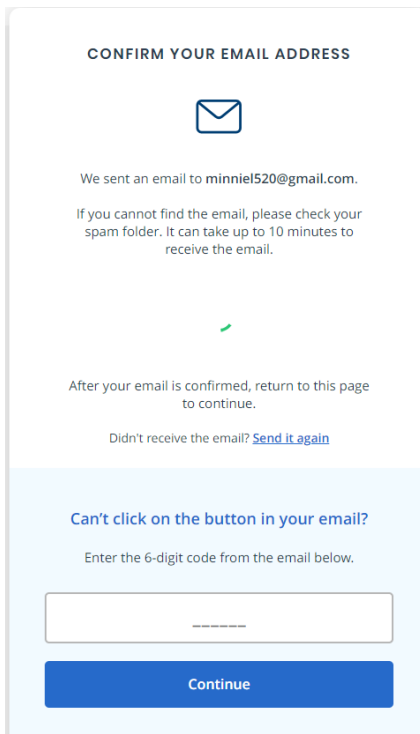 CONFIRM YOUR EMAIL ADDRESS
We sent an email to minniel520@gmail.com.
If you cannot find the email, please check your
spam folder. It can take up to 10 minutes to
receive the email.
After your email is confirmed, return to this page
to continue.
Didn't receive the email? Send it again
Can't click on the button in your email?
Enter the 6-digit code from the email below.
______
Continue